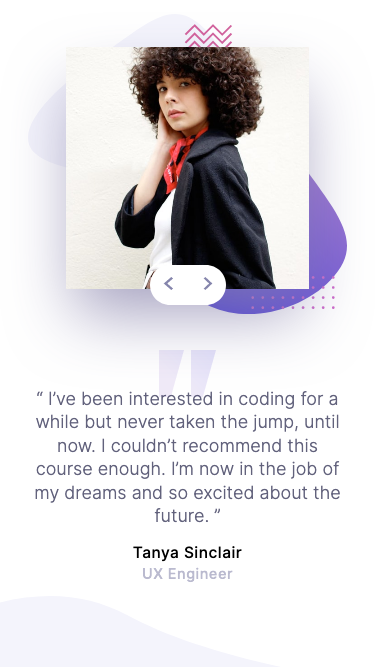 “ I’ve been interested in coding for a
while but never taken the jump, until
now. I couldn’t recommend this
course enough. I’m now in the job of
my dreams and so excited about the
future. ”
Tanya Sinclair
UX Engineer